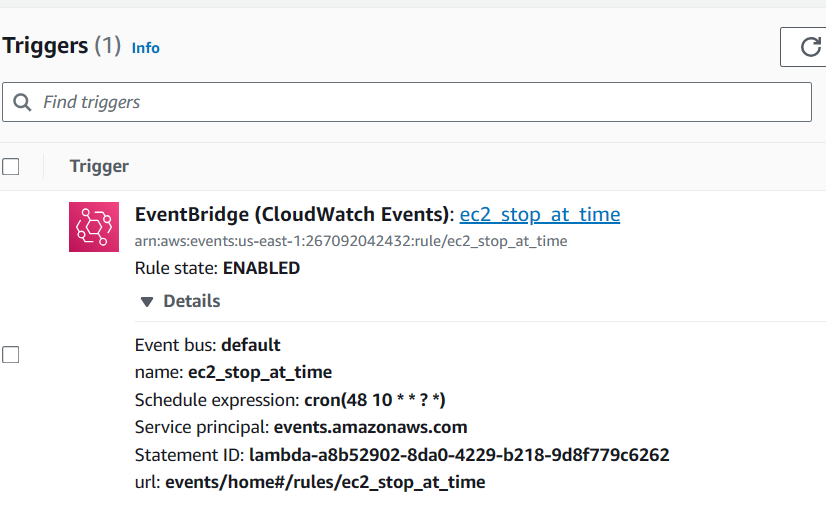 Triggers (1) Info
Find triggers
Trigger
EventBridge (CloudWatch Events): ec2_stop_at_time
arn:aws:events:us-east-1:267092042432:rule/ec2_stop_at_time
Rule state: ENABLED
Details
Event bus: default
name: ec2_stop_at_time
Schedule expression: cron(48 10 * * ? *)
Service principal: events.amazonaws.com
Statement ID: lambda-a8b52902-8da0-4229-b218-9d8f779c6262
url: events/home#/rules/ec2_stop_at_time